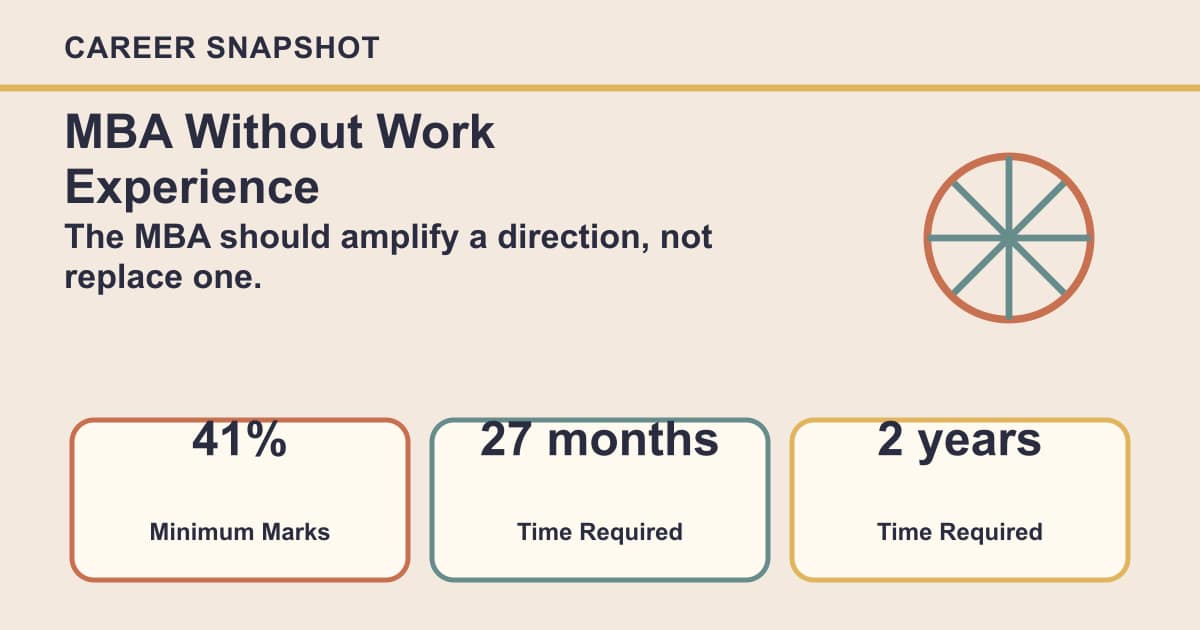 CAREER SNAPSHOT
MBA Without Work
Experience
The MBA should amplify a direction, not
replace one.
41%
Minimum Marks
27 months
Time Required
2 years
Time Required